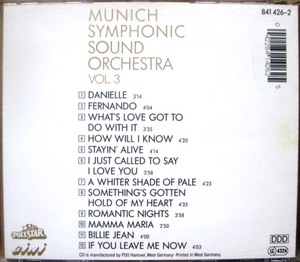 MUNICH
SYMPHONIC
SOUND
ORCHESTRA
VOL. 3
841 426-2
1 DANIELLE 3'14
2 FERNANDO 4'04
3 WHAT'S LOVE GOT TO
DO WITH IT 3'35
4 HOW WILL I KNOW 4'20
5 STAYIN' ALIVE 4'14
6 I JUST CALLED TO SAY
I LOVE YOU 3'58
7 A WHITER SHADE OF PALE 4'23
8 SOMETHING'S GOTTEN
HOLD OF MY HEART 4'35
9 ROMANTIC NIGHTS 3'58
10 MAMMA MARIA 3'50
11 BILLIE JEAN 4'00
12 IF YOU LEAVE ME NOW 4'03
POLYSTAR
DDD
LC 4324
CD is manufactured by PDO Hanover, West Germany · Printed in West Germany.